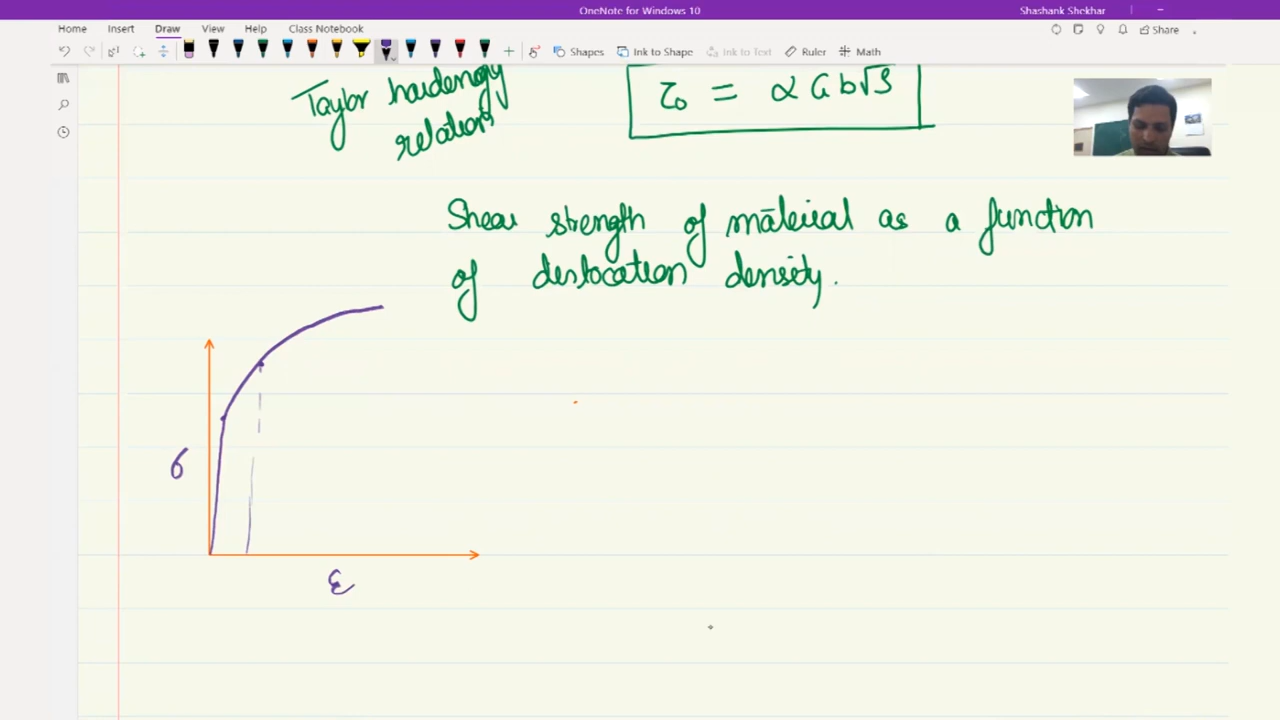 OneNote for Windows 10
Shashank Shekhar
Home Insert Draw View Help Class Notebook
Share
Shapes Ink to Shape Ink to Text Ruler Math
Taylor hardening
relation
τ₀ = α G b√ρ
Shear strength of material as a function
of dislocation density.
σ
ε